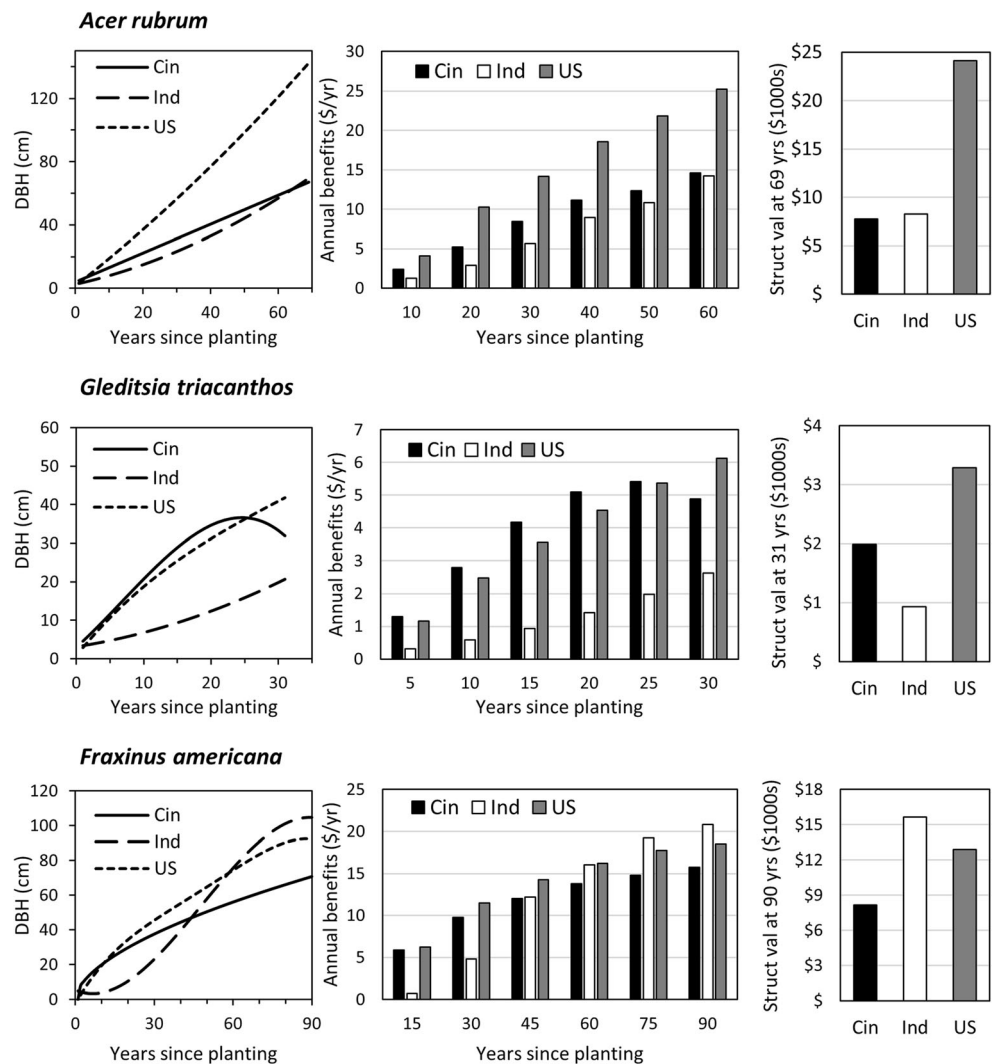 Acer rubrum
DBH (cm)
120
80
40
0
Cin
Ind
US
0 20 40 60
Years since planting
Annual benefits ($/yr)
30
25
20
15
10
5
0
Cin Ind US
10 20 30 40 50 60
Years since planting
Struct val at 69 yrs ($1000s)
$25
$20
$15
$10
$5
$
Cin Ind US
Gleditsia triacanthos
DBH (cm)
60
50
40
30
20
10
0
Cin
Ind
US
0 10 20 30
Years since planting
Annual benefits ($/yr)
7
6
5
4
3
2
1
0
Cin Ind US
5 10 15 20 25 30
Years since planting
Struct val at 31 yrs ($1000s)
$4
$3
$2
$1
$
Cin Ind US
Fraxinus americana
DBH (cm)
120
100
80
60
40
20
0
Cin
Ind
US
0 30 60 90
Years since planting
Annual benefits ($/yr)
25
20
15
10
5
0
Cin Ind US
15 30 45 60 75 90
Years since planting
Struct val at 90 yrs ($1000s)
$18
$15
$12
$9
$6
$3
$
Cin Ind US